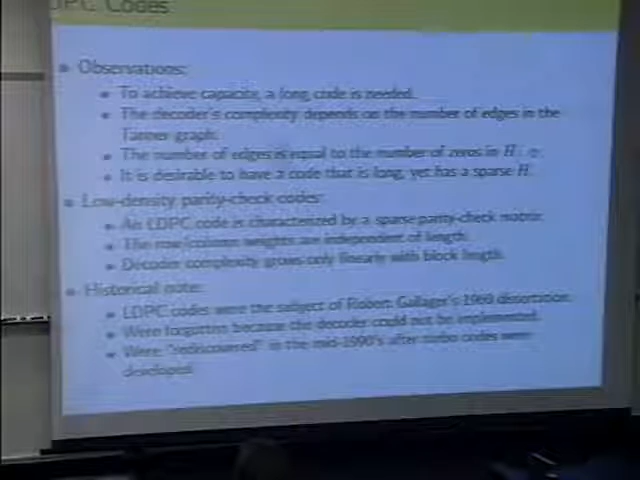 LDPC Codes
Observations:
To achieve capacity, a long code is needed.
The decoder's complexity depends on the number of edges in the
Tanner graph.
The number of edges is equal to the number of zeros in H.
It is desirable to have a code that is long, yet has a sparse H.
Low-density parity-check codes:
An LDPC code is characterized by a sparse parity-check matrix.
The row/column weights are independent of length.
Decoder complexity grows only linearly with block length.
Historical note:
LDPC codes were the subject of Robert Gallager's 1960 dissertation.
Were forgotten because the decoder could not be implemented.
Were "rediscovered" in the mid-1990's after turbo codes were
developed.